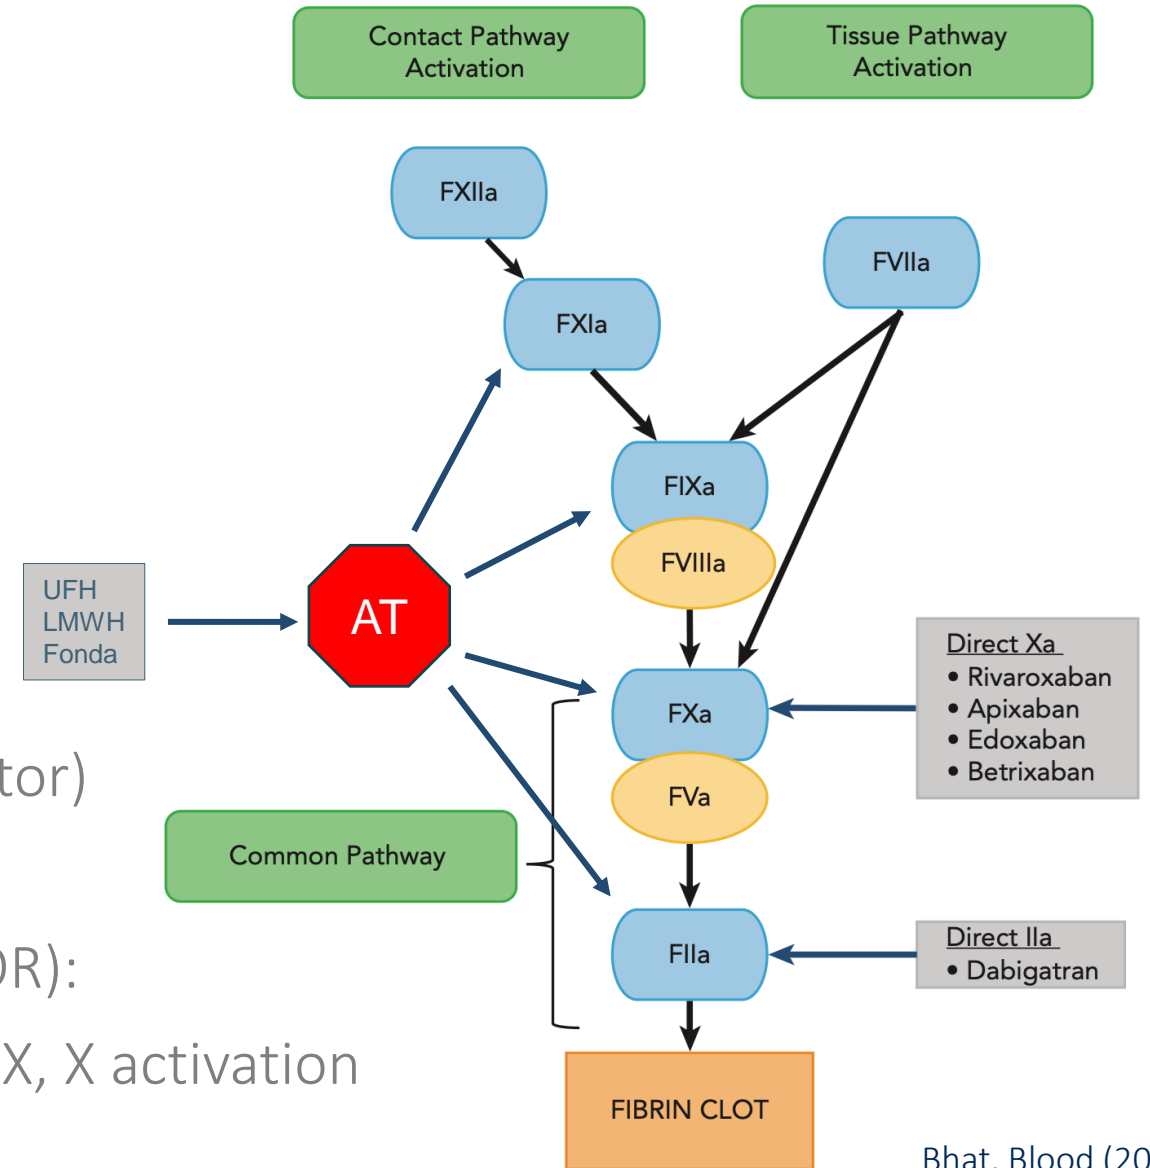 Contact Pathway
Activation
Tissue Pathway
Activation
FXIIa
FVIIa
FXIa
FIXa
FVIIIa
UFH
LMWH
Fonda
AT
Direct Xa
• Rivaroxaban
• Apixaban
• Edoxaban
• Betrixaban
FXa
tor)
FVa
Common Pathway
Direct IIa
• Dabigatran
FIIa
OR):
X, X activation
FIBRIN CLOT
Bhat, Blood (20